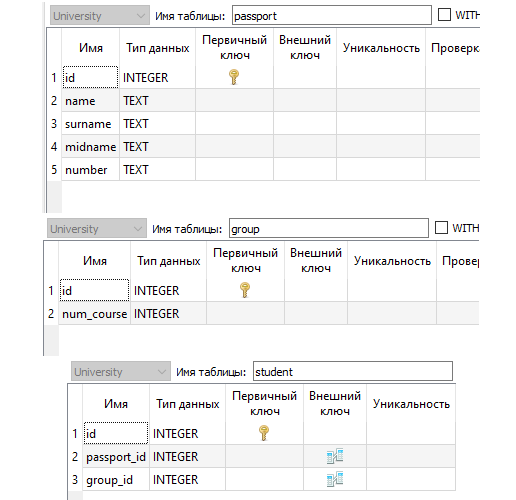 University Имя таблицы: passport WITH
Имя Тип данных Первичный ключ Внешний ключ Уникальность Проверк
1 id INTEGER
2 name TEXT
3 surname TEXT
4 midname TEXT
5 number TEXT
University Имя таблицы: group WITH
Имя Тип данных Первичный ключ Внешний ключ Уникальность Провер
1 id INTEGER
2 num_course INTEGER
University Имя таблицы: student
Имя Тип данных Первичный ключ Внешний ключ Уникальность
1 id INTEGER
2 passport_id INTEGER
3 group_id INTEGER